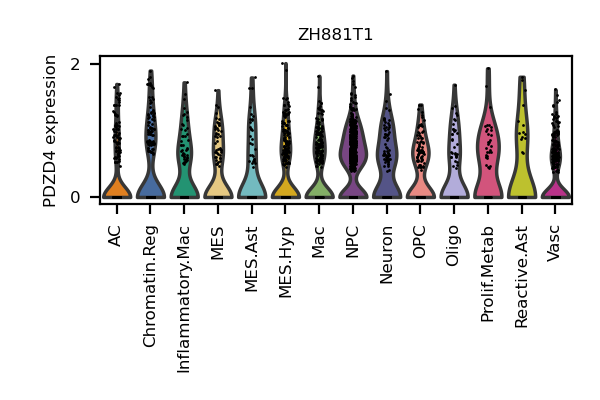 ZH881T1
PDZD4 expression
2
0
AC
Chromatin.Reg
Inflammatory.Mac
MES
MES.Ast
MES.Hyp
Mac
NPC
Neuron
OPC
Oligo
Prolif.Metab
Reactive.Ast
Vasc